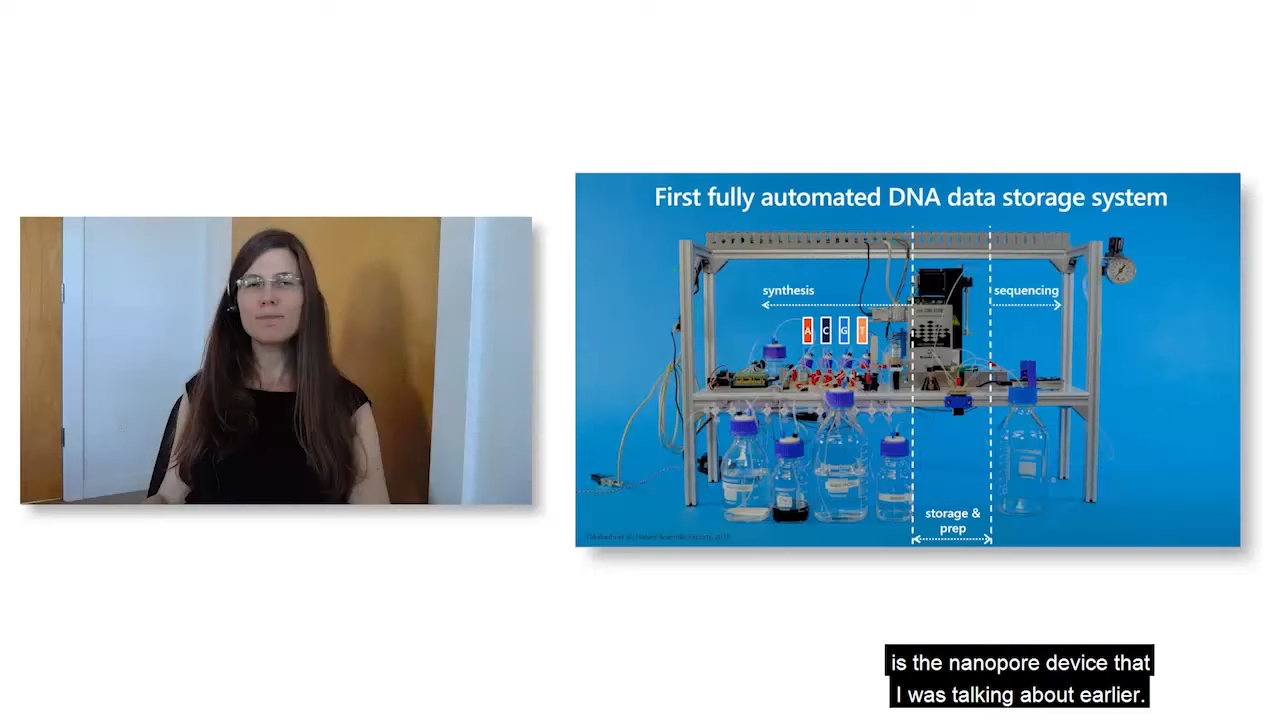 First fully automated DNA data storage system
synthesis
sequencing
A C G T
storage &
prep
is the nanopore device that
I was talking about earlier.